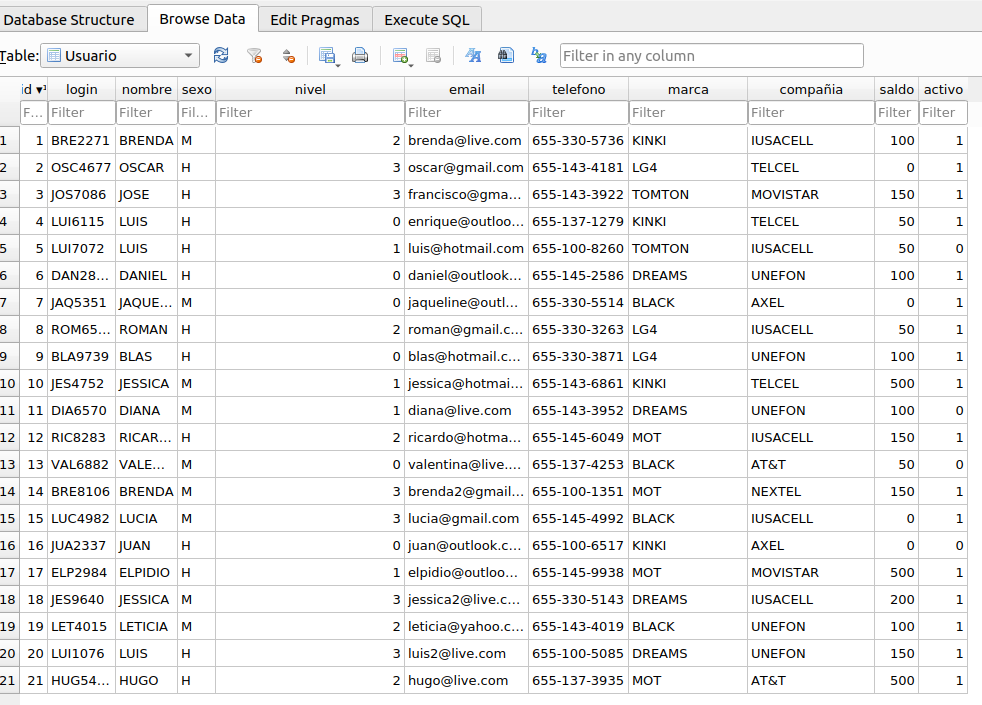 Database Structure Browse Data Edit Pragmas Execute SQL
Table: Usuario Filter in any column
id login nombre sexo nivel email telefono marca compañia saldo activo
F... Filter Filter Fil... Filter Filter Filter Filter Filter Filter Filter
1 1 BRE2271 BRENDA M 2 brenda@live.com 655-330-5736 KINKI IUSACELL 100 1
2 2 OSC4677 OSCAR H 3 oscar@gmail.com 655-143-4181 LG4 TELCEL 0 1
3 3 JOS7086 JOSE H 3 francisco@gma... 655-143-3922 TOMTON MOVISTAR 150 1
4 4 LUI6115 LUIS H 0 enrique@outloo... 655-137-1279 KINKI TELCEL 50 1
5 5 LUI7072 LUIS H 1 luis@hotmail.com 655-100-8260 TOMTON IUSACELL 50 0
6 6 DAN28... DANIEL H 0 daniel@outlook... 655-145-2586 DREAMS UNEFON 100 1
7 7 JAQ5351 JAQUE... M 0 jaqueline@outl... 655-330-5514 BLACK AXEL 0 1
8 8 ROM65... ROMAN H 2 roman@gmail.c... 655-330-3263 LG4 IUSACELL 50 1
9 9 BLA9739 BLAS H 0 blas@hotmail.c... 655-330-3871 LG4 UNEFON 100 1
10 10 JES4752 JESSICA M 1 jessica@hotmai... 655-143-6861 KINKI TELCEL 500 1
11 11 DIA6570 DIANA M 1 diana@live.com 655-143-3952 DREAMS UNEFON 100 0
12 12 RIC8283 RICAR... H 2 ricardo@hotma... 655-145-6049 MOT IUSACELL 150 1
13 13 VAL6882 VALE... M 0 valentina@live.... 655-137-4253 BLACK AT&T 50 0
14 14 BRE8106 BRENDA M 3 brenda2@gmail... 655-100-1351 MOT NEXTEL 150 1
15 15 LUC4982 LUCIA M 3 lucia@gmail.com 655-145-4992 BLACK IUSACELL 0 1
16 16 JUA2337 JUAN H 0 juan@outlook.c... 655-100-6517 KINKI AXEL 0 0
17 17 ELP2984 ELPIDIO H 1 elpidio@outloo... 655-145-9938 MOT MOVISTAR 500 1
18 18 JES9640 JESSICA M 3 jessica2@live.c... 655-330-5143 DREAMS IUSACELL 200 1
19 19 LET4015 LETICIA M 2 leticia@yahoo.c... 655-143-4019 BLACK UNEFON 100 1
20 20 LUI1076 LUIS H 3 luis2@live.com 655-100-5085 DREAMS UNEFON 150 1
21 21 HUG54... HUGO H 2 hugo@live.com 655-137-3935 MOT AT&T 500 1